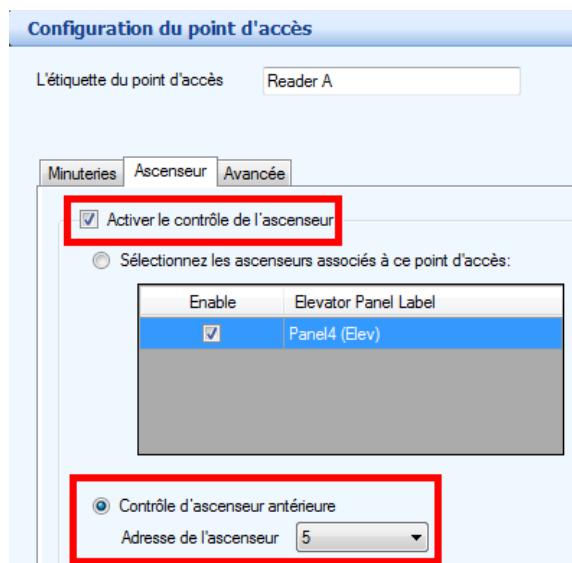 Configuration du point d'accès
L'étiquette du point d'accès Reader A
Minuteries Ascenseur Avancée
Activer le contrôle de l'ascenseur
Sélectionnez les ascenseurs associés à ce point d'accès:
Enable Elevator Panel Label
Panel4 (Elev)
Contrôle d'ascenseur antérieure
Adresse de l'ascenseur 5